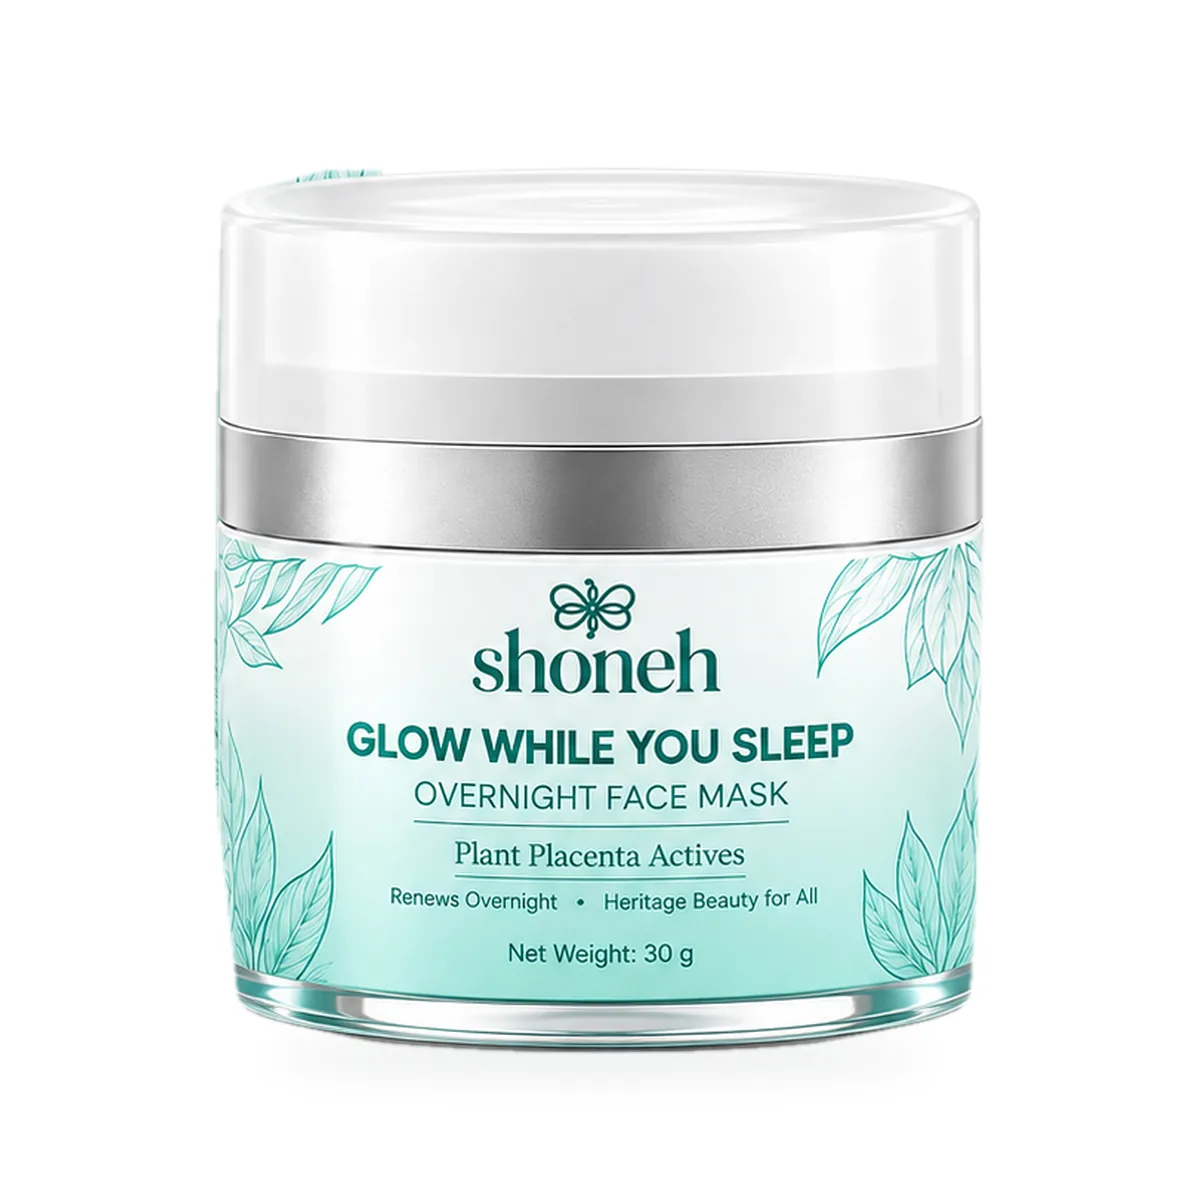 shoneh
GLOW WHILE YOU SLEEP
OVERNIGHT FACE MASK
Plant Placenta Actives
Renews Overnight • Heritage Beauty for All
Net Weight: 30 g